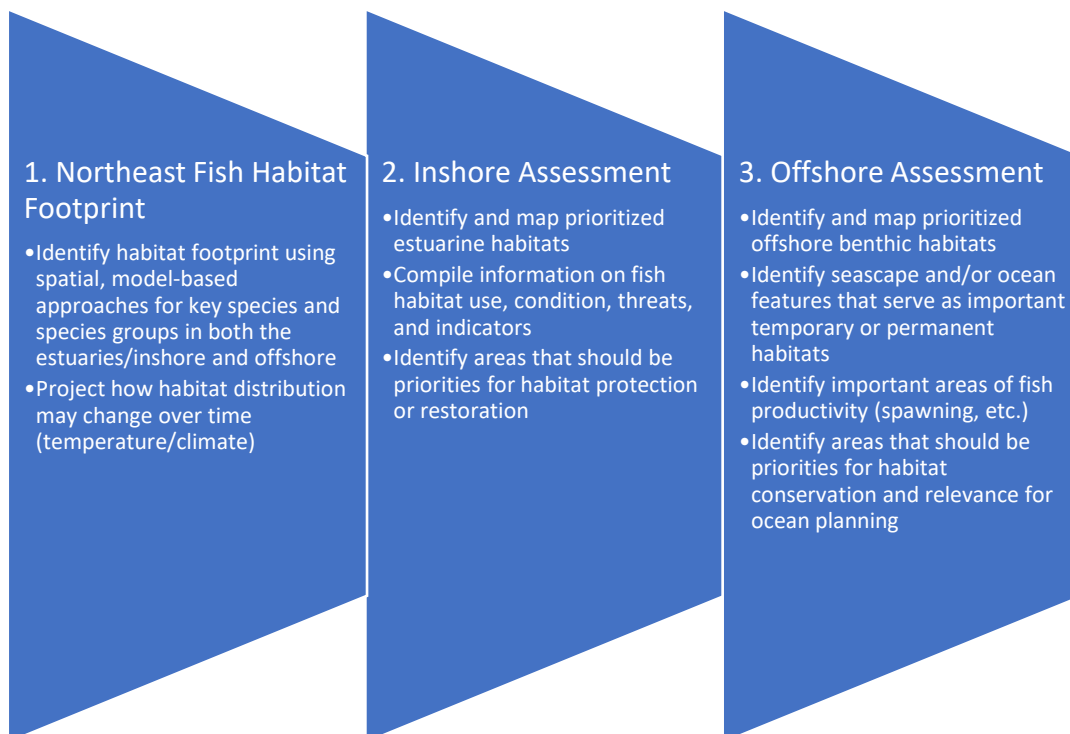 1. Northeast Fish Habitat
Footprint
•Identify habitat footprint using
spatial, model-based
approaches for key species and
species groups in both the
estuaries/inshore and offshore
•Project how habitat distribution
may change over time
(temperature/climate)
2. Inshore Assessment
•Identify and map prioritized
estuarine habitats
•Compile information on fish
habitat use, condition, threats,
and indicators
•Identify areas that should be
priorities for habitat protection
or restoration
3. Offshore Assessment
•Identify and map prioritized
offshore benthic habitats
•Identify seascape and/or ocean
features that serve as important
temporary or permanent
habitats
•Identify important areas of fish
productivity (spawning, etc.)
•Identify areas that should be
priorities for habitat
conservation and relevance for
ocean planning